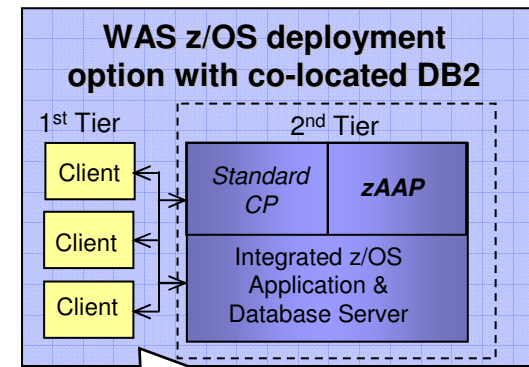 WAS z/OS deployment
option with co-located DB2
1st Tier
2nd Tier
Client
Client
Client
Standard
CP
zAAP
Integrated z/OS
Application &
Database Server